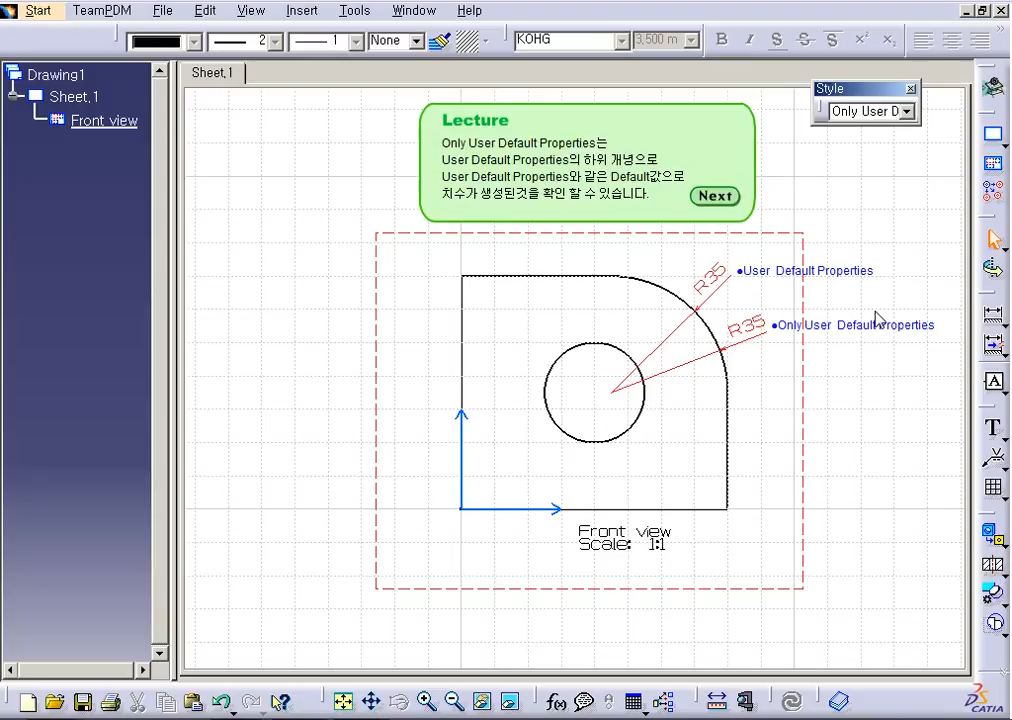 Start TeamPDM File Edit View Insert Tools Window Help
2 1 None KOHG 3,500 m B I S S S
Drawing1
Sheet.1
Front view
Sheet.1
Style
Only User D
Lecture
Only User Default Properties는
User Default Properties의 하위 개념으로
User Default Properties와 같은 Default값으로
치수가 생성된것을 확인 할 수 있습니다.
Next
R35
User Default Properties
R35
Only User Default Properties
Front view
Scale: 1:1
A
T
f(x)
CATIA